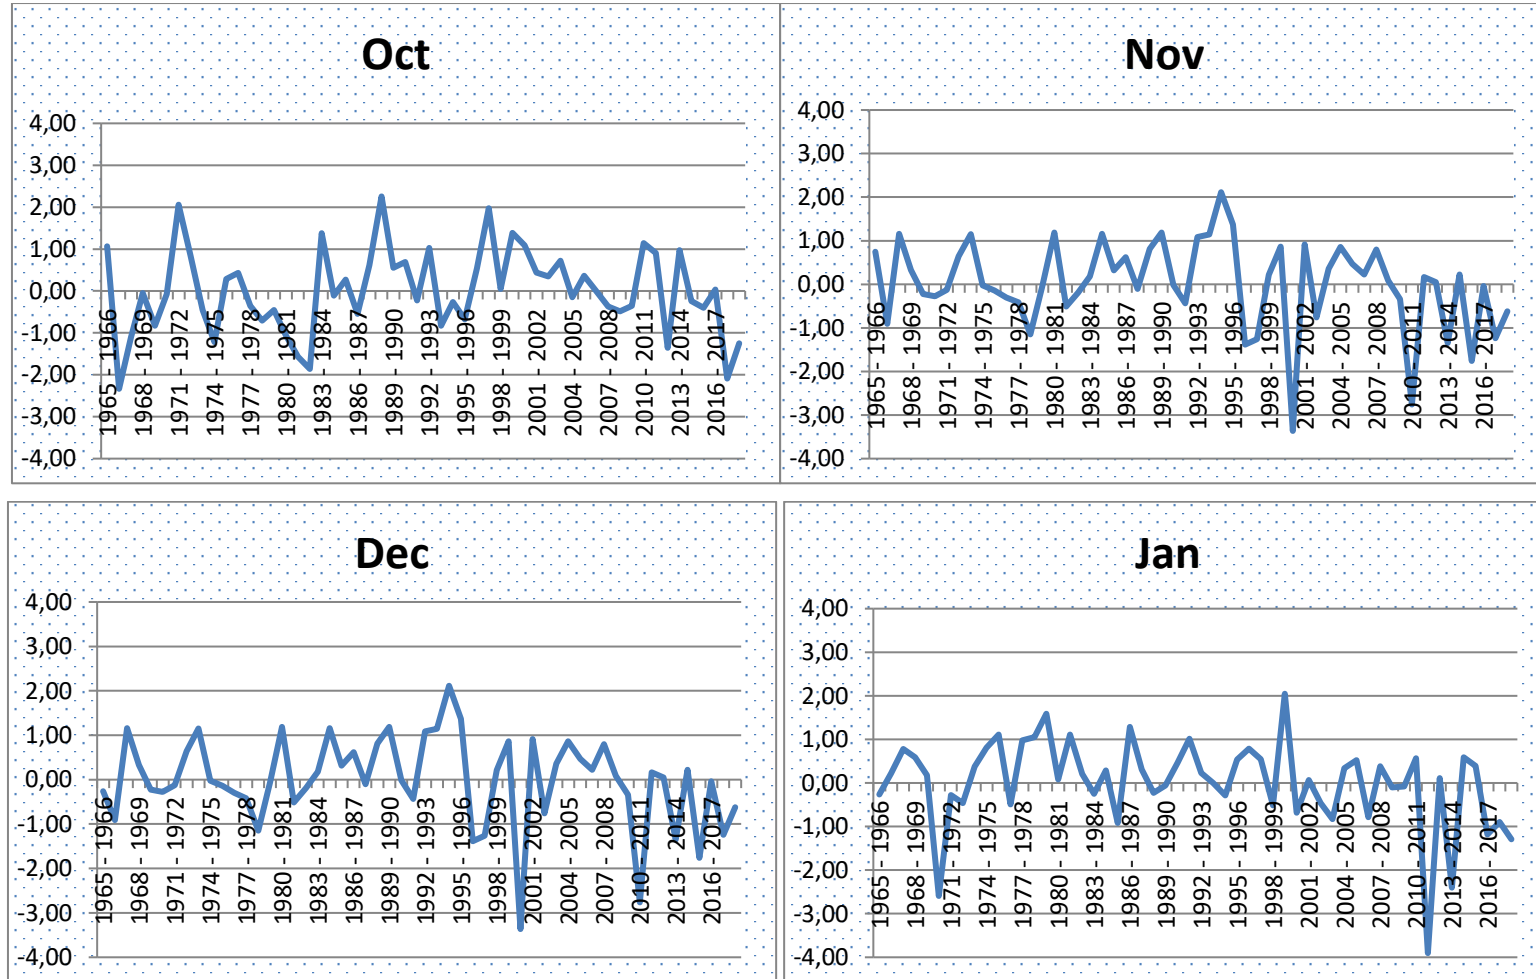 Oct
4,00
3,00
2,00
1,00
0,00
-1,00
-2,00
-3,00
-4,00
1965 - 1966
1968 - 1969
1971 - 1972
1974 - 1975
1977 - 1978
1980 - 1981
1983 - 1984
1986 - 1987
1989 - 1990
1992 - 1993
1995 - 1996
1998 - 1999
2001 - 2002
2004 - 2005
2007 - 2008
2010 - 2011
2013 - 2014
2016 - 2017
Nov
4,00
3,00
2,00
1,00
0,00
-1,00
-2,00
-3,00
-4,00
1965 - 1966
1968 - 1969
1971 - 1972
1974 - 1975
1977 - 1978
1980 - 1981
1983 - 1984
1986 - 1987
1989 - 1990
1992 - 1993
1995 - 1996
1998 - 1999
2001 - 2002
2004 - 2005
2007 - 2008
2010 - 2011
2013 - 2014
2016 - 2017
Dec
4,00
3,00
2,00
1,00
0,00
-1,00
-2,00
-3,00
-4,00
1965 - 1966
1968 - 1969
1971 - 1972
1974 - 1975
1977 - 1978
1980 - 1981
1983 - 1984
1986 - 1987
1989 - 1990
1992 - 1993
1995 - 1996
1998 - 1999
2001 - 2002
2004 - 2005
2007 - 2008
2010 - 2011
2013 - 2014
2016 - 2017
Jan
4,00
3,00
2,00
1,00
0,00
-1,00
-2,00
-3,00
-4,00
1965 - 1966
1968 - 1969
1971 - 1972
1974 - 1975
1977 - 1978
1980 - 1981
1983 - 1984
1986 - 1987
1989 - 1990
1992 - 1993
1995 - 1996
1998 - 1999
2001 - 2002
2004 - 2005
2007 - 2008
2010 - 2011
2013 - 2014
2016 - 2017